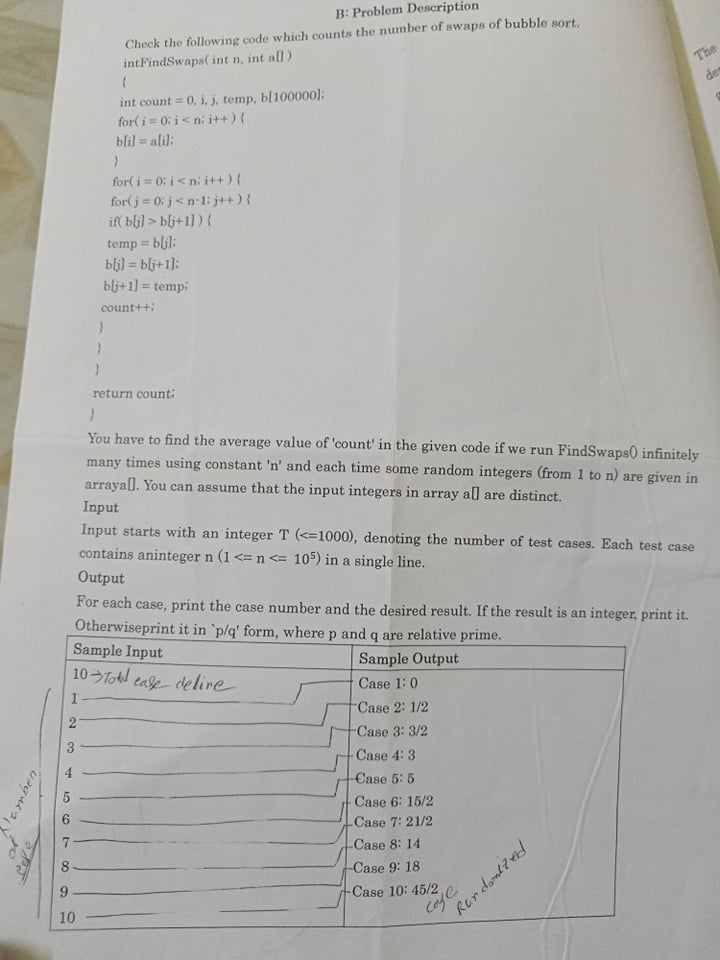 B: Problem Description
Check the following code which counts the number of swaps of bubble sort.
intFindSwaps( int n, int a[] )
{
int count = 0, i, j, temp, b[100000];
for( i = 0; i < n; i++ ) {
b[i] = a[i];
}
for( i = 0; i < n; i++ ) {
for( j = 0; j < n-1; j++ ) {
if( b[j] > b[j+1] ) {
temp = b[j];
b[j] = b[j+1];
b[j+1] = temp;
count++;
}
}
}
return count;
}
You have to find the average value of 'count' in the given code if we run FindSwaps() infinitely
many times using constant 'n' and each time some random integers (from 1 to n) are given in
arraya[]. You can assume that the input integers in array a[] are distinct.
Input
Input starts with an integer T (<=1000), denoting the number of test cases. Each test case
contains aninteger n (1 <= n <= 10⁵) in a single line.
Output
For each case, print the case number and the desired result. If the result is an integer, print it.
Otherwiseprint it in `p/q' form, where p and q are relative prime.
Sample Input
10 → Total case define
1
2
3
4
5
6
7
8
9
10
Sample Output
Case 1: 0
Case 2: 1/2
Case 3: 3/2
Case 4: 3
Case 5: 5
Case 6: 15/2
Case 7: 21/2
Case 8: 14
Case 9: 18
Case 10: 45/2
case
Randomized
Number
of
case
The